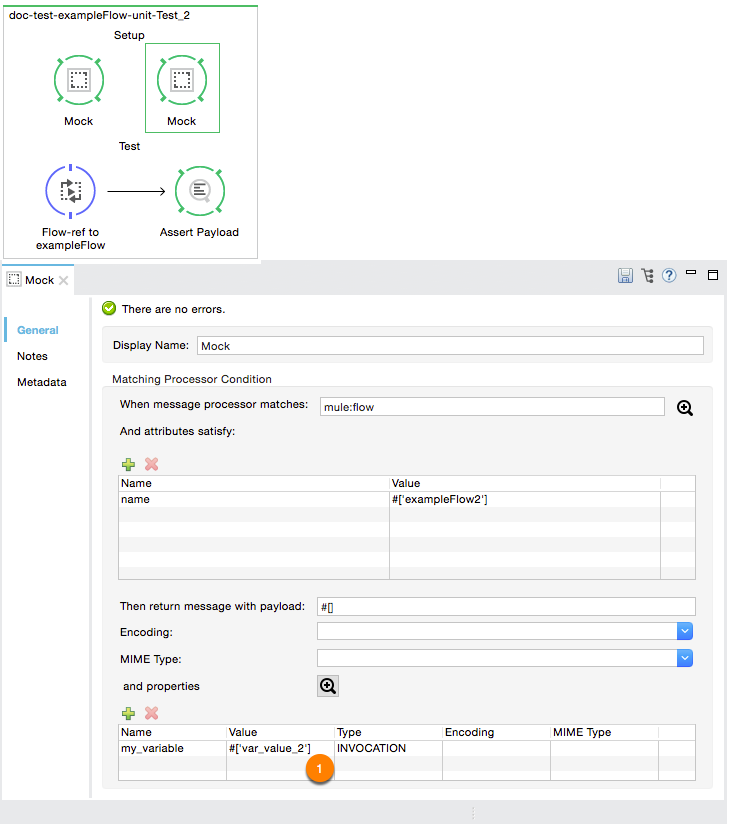 doc-test-exampleFlow-unit-Test_2
Setup
Mock Mock
Test
Flow-ref to
exampleFlow
Assert Payload
Mock
General
Notes
Metadata
There are no errors.
Display Name: Mock
Matching Processor Condition
When message processor matches: mule:flow
And attributes satisfy:
Name Value
name #['exampleFlow2']
Then return message with payload: #[]
Encoding:
MIME Type:
and properties
Name Value Type Encoding MIME Type
my_variable #['var_value_2'] INVOCATION
1